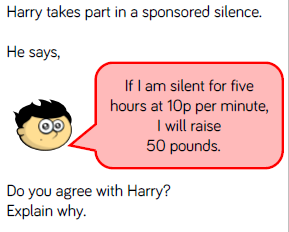 Harry takes part in a sponsored silence.
He says,
If I am silent for five
hours at 10p per minute,
I will raise
50 pounds.
Do you agree with Harry?
Explain why.